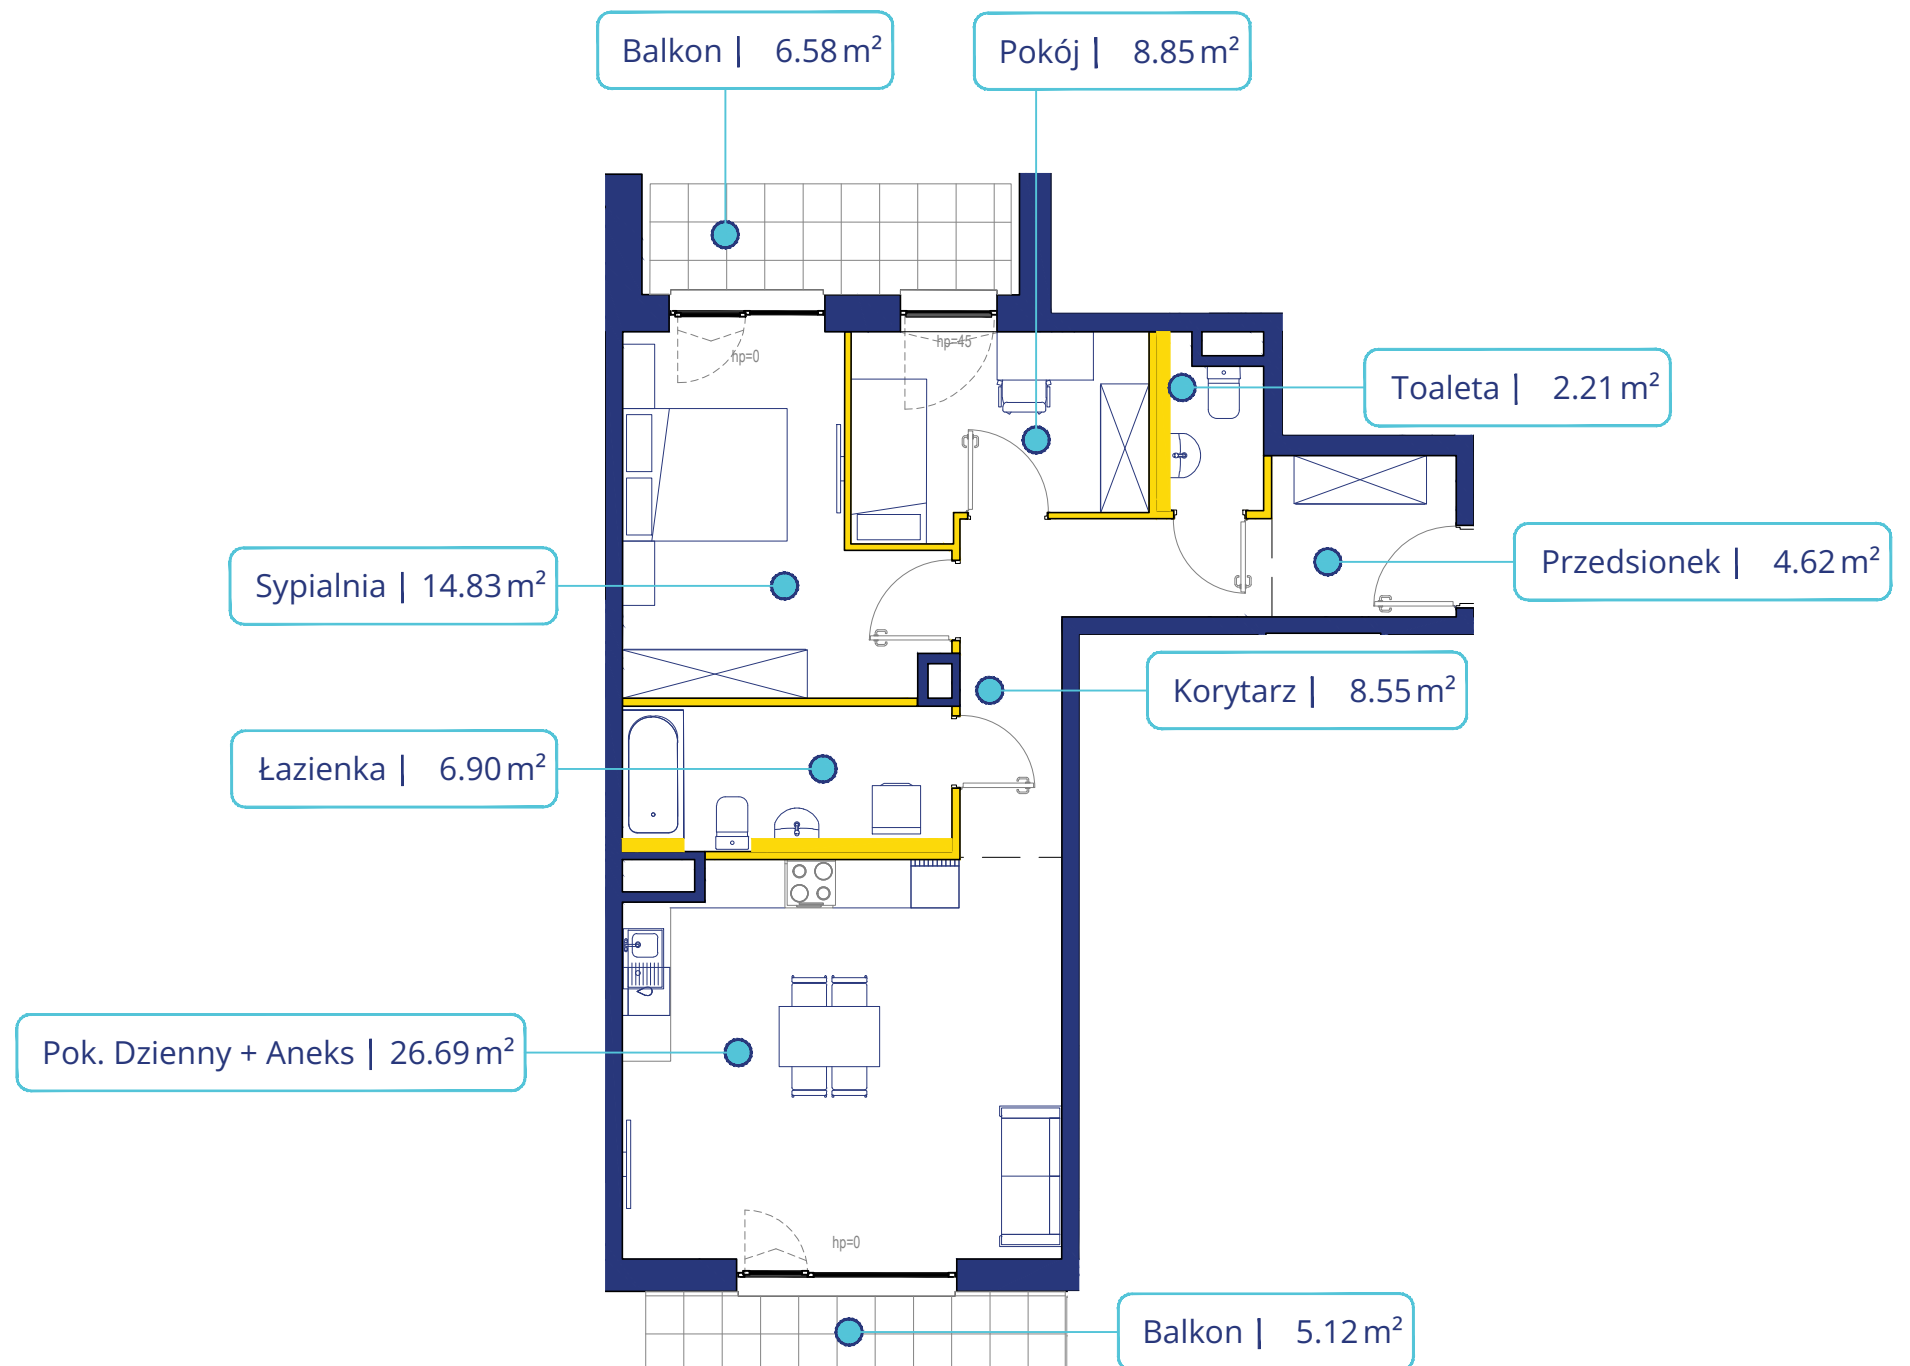 Balkon | 6.58 m²
Pokój | 8.85 m²
hp=0
hp=45
Toaleta | 2.21 m²
Przedsionek | 4.62 m²
Sypialnia | 14.83 m²
Korytarz | 8.55 m²
Łazienka | 6.90 m²
Pok. Dzienny + Aneks | 26.69 m²
hp=0
Balkon | 5.12 m²